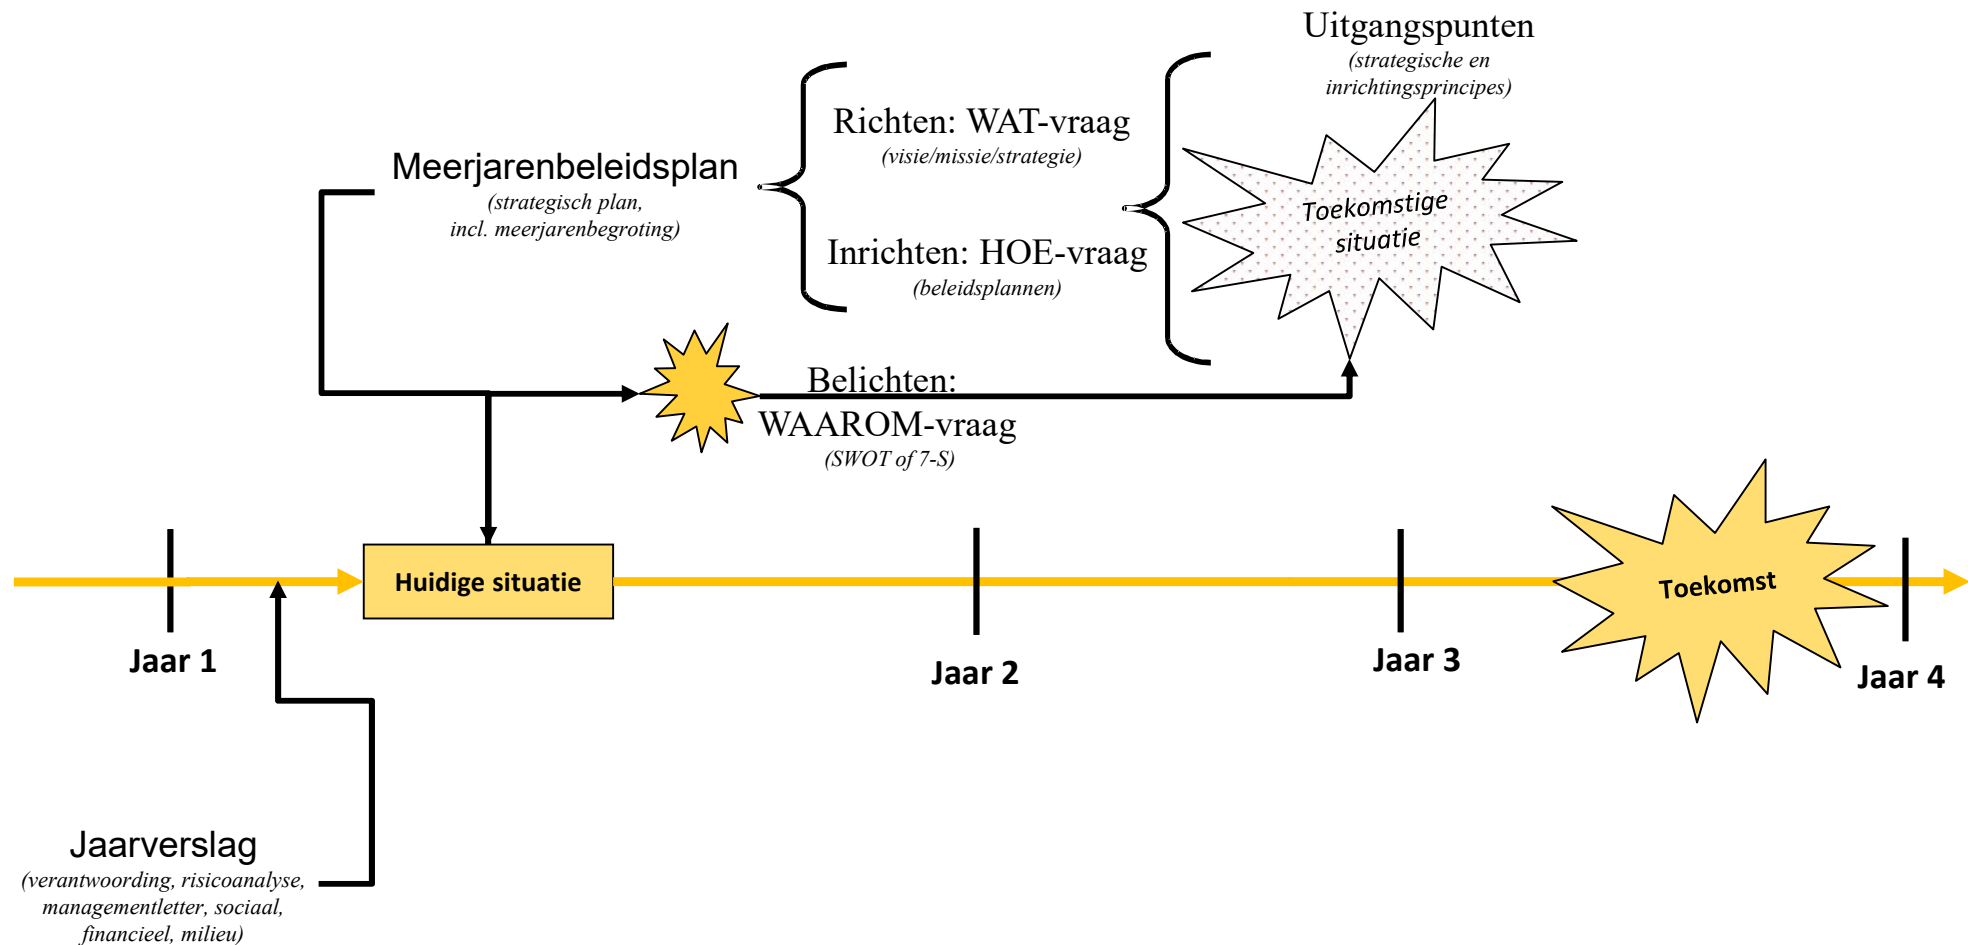 Uitgangspunten
(strategische en
inrichtingsprincipes)
Richten: WAT-vraag
(visie/missie/strategie)
Meerjarenbeleidsplan
(strategisch plan,
incl. meerjarenbegroting)
Toekomstige
situatie
Inrichten: HOE-vraag
(beleidsplannen)
Belichten:
WAAROM-vraag
(SWOT of 7-S)
Huidige situatie
Toekomst
Jaar 1
Jaar 2
Jaar 3
Jaar 4
Jaarverslag
(verantwoording, risicoanalyse,
managementletter, sociaal,
financieel, milieu)